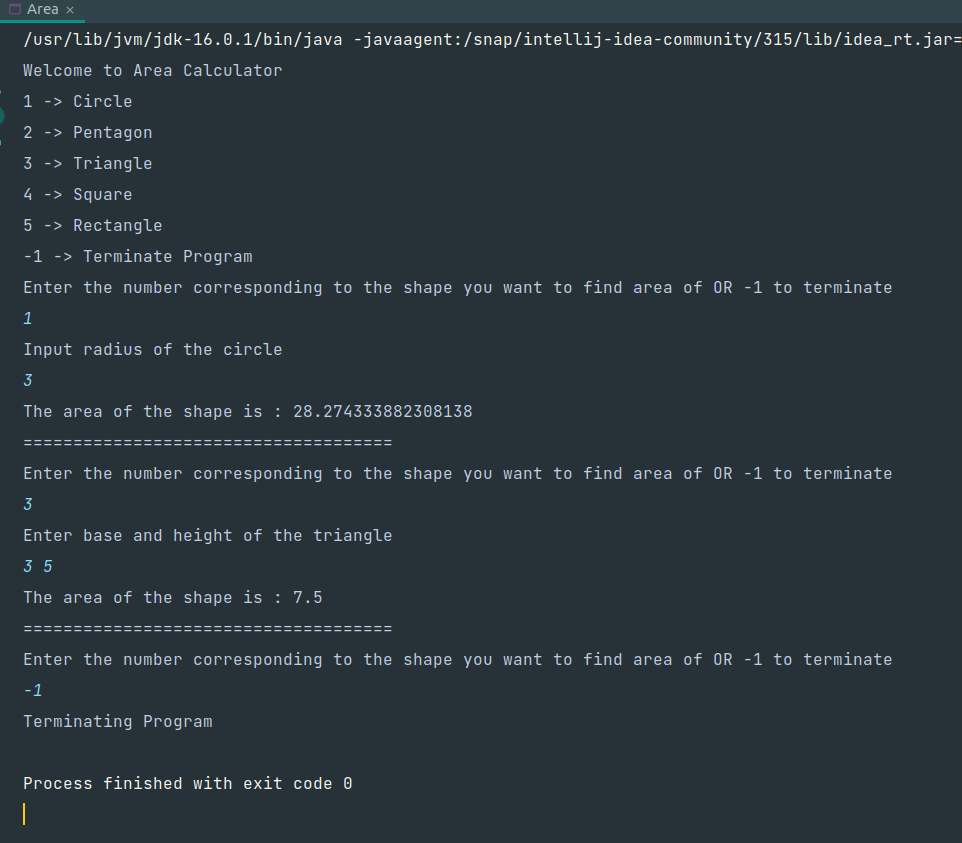 Area ×
/usr/lib/jvm/jdk-16.0.1/bin/java -javaagent:/snap/intellij-idea-community/315/lib/idea_rt.jar=
Welcome to Area Calculator
1 -> Circle
2 -> Pentagon
3 -> Triangle
4 -> Square
5 -> Rectangle
-1 -> Terminate Program
Enter the number corresponding to the shape you want to find area of OR -1 to terminate
1
Input radius of the circle
3
The area of the shape is : 28.274333882308138
=====================================
Enter the number corresponding to the shape you want to find area of OR -1 to terminate
3
Enter base and height of the triangle
3 5
The area of the shape is : 7.5
=====================================
Enter the number corresponding to the shape you want to find area of OR -1 to terminate
-1
Terminating Program
Process finished with exit code 0